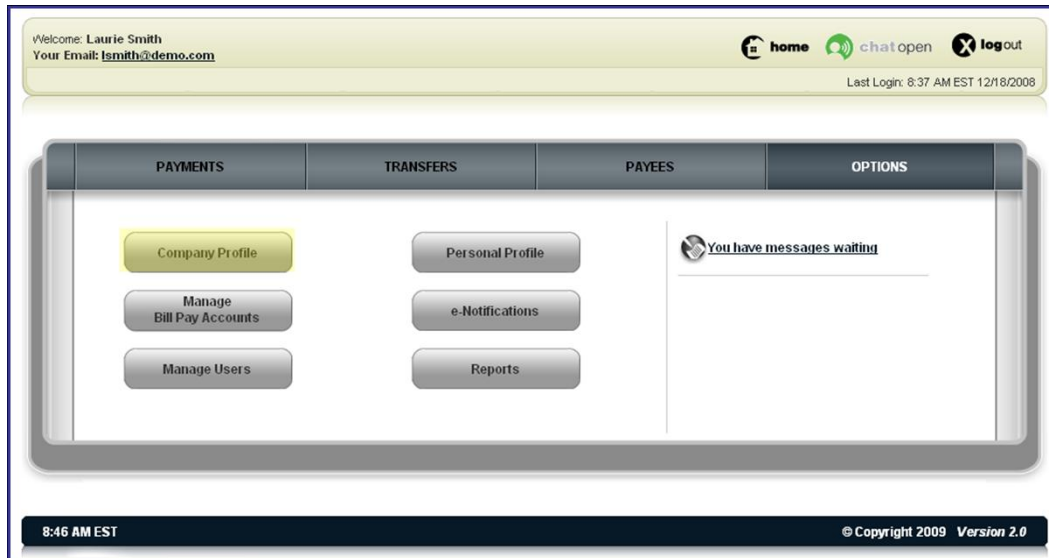 Welcome: Laurie Smith
Your Email: lsmith@demo.com
home chat open logout
Last Login: 8:37 AM EST 12/18/2008
PAYMENTS TRANSFERS PAYEES OPTIONS
Company Profile Personal Profile You have messages waiting
Manage
Bill Pay Accounts e-Notifications
Manage Users Reports
8:46 AM EST © Copyright 2009 Version 2.0